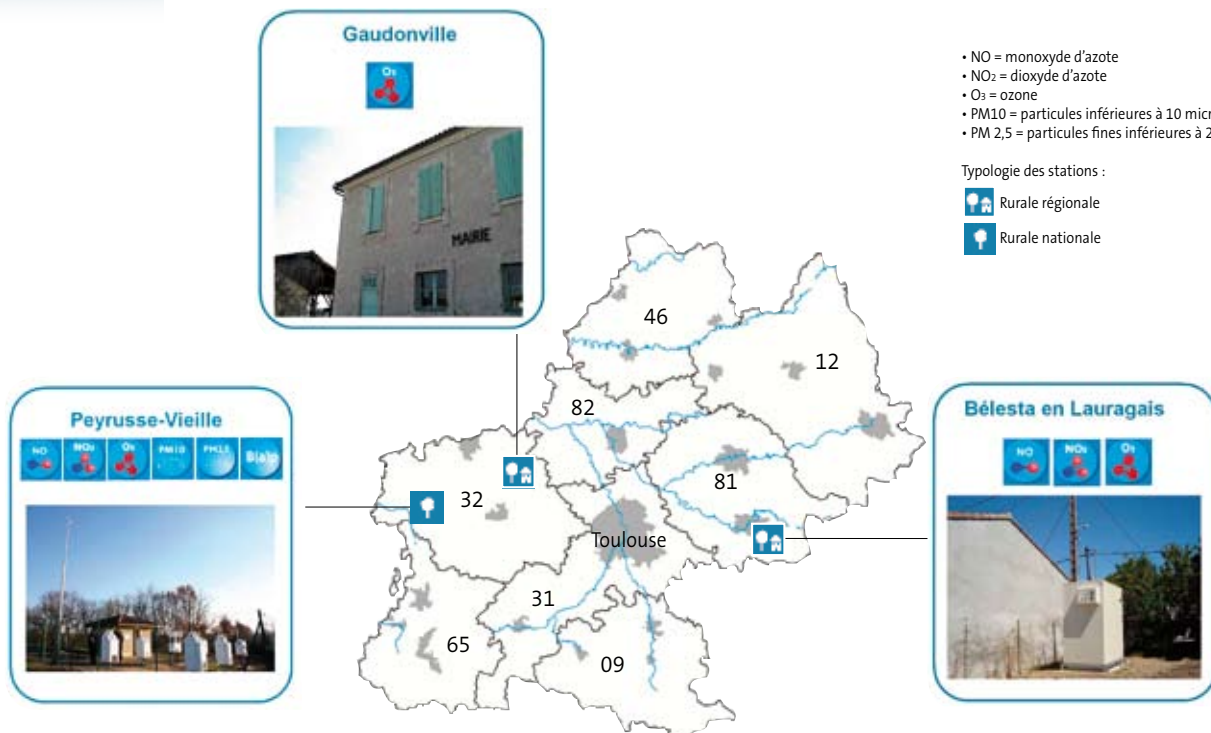 Gaudonville
O3
MAIRIE
• NO = monoxyde d'azote
• NO2 = dioxyde d'azote
• O3 = ozone
• PM10 = particules inférieures à 10 micr
• PM 2,5 = particules fines inférieures à 2
Typologie des stations :
Rurale régionale
Rurale nationale
46
12
82
Peyrusse-Vieille
NO NO2 O3 PM10 PM2,5 B(a)p
32
81
Toulouse
31
65
09
Bélesta en Lauragais
NO NO2 O3